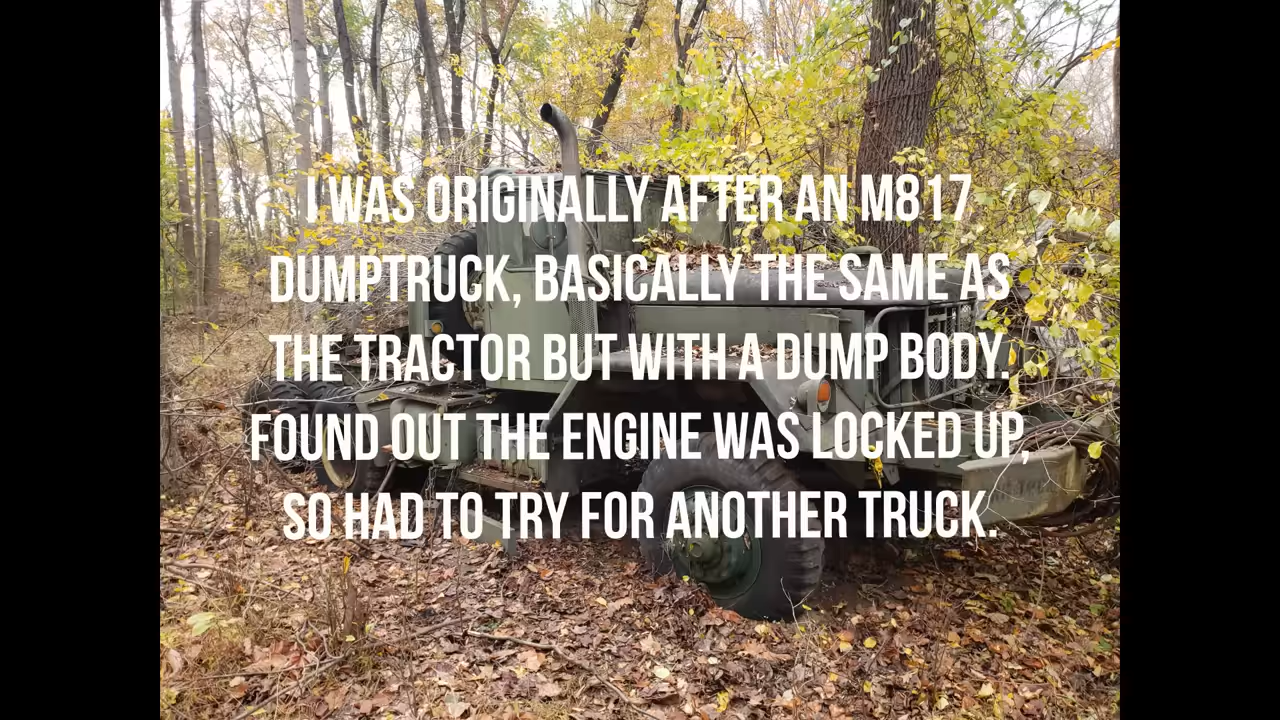 I WAS ORIGINALLY AFTER AN M817
DUMPTRUCK, BASICALLY THE SAME AS
THE TRACTOR BUT WITH A DUMP BODY.
FOUND OUT THE ENGINE WAS LOCKED UP,
SO HAD TO TRY FOR ANOTHER TRUCK.